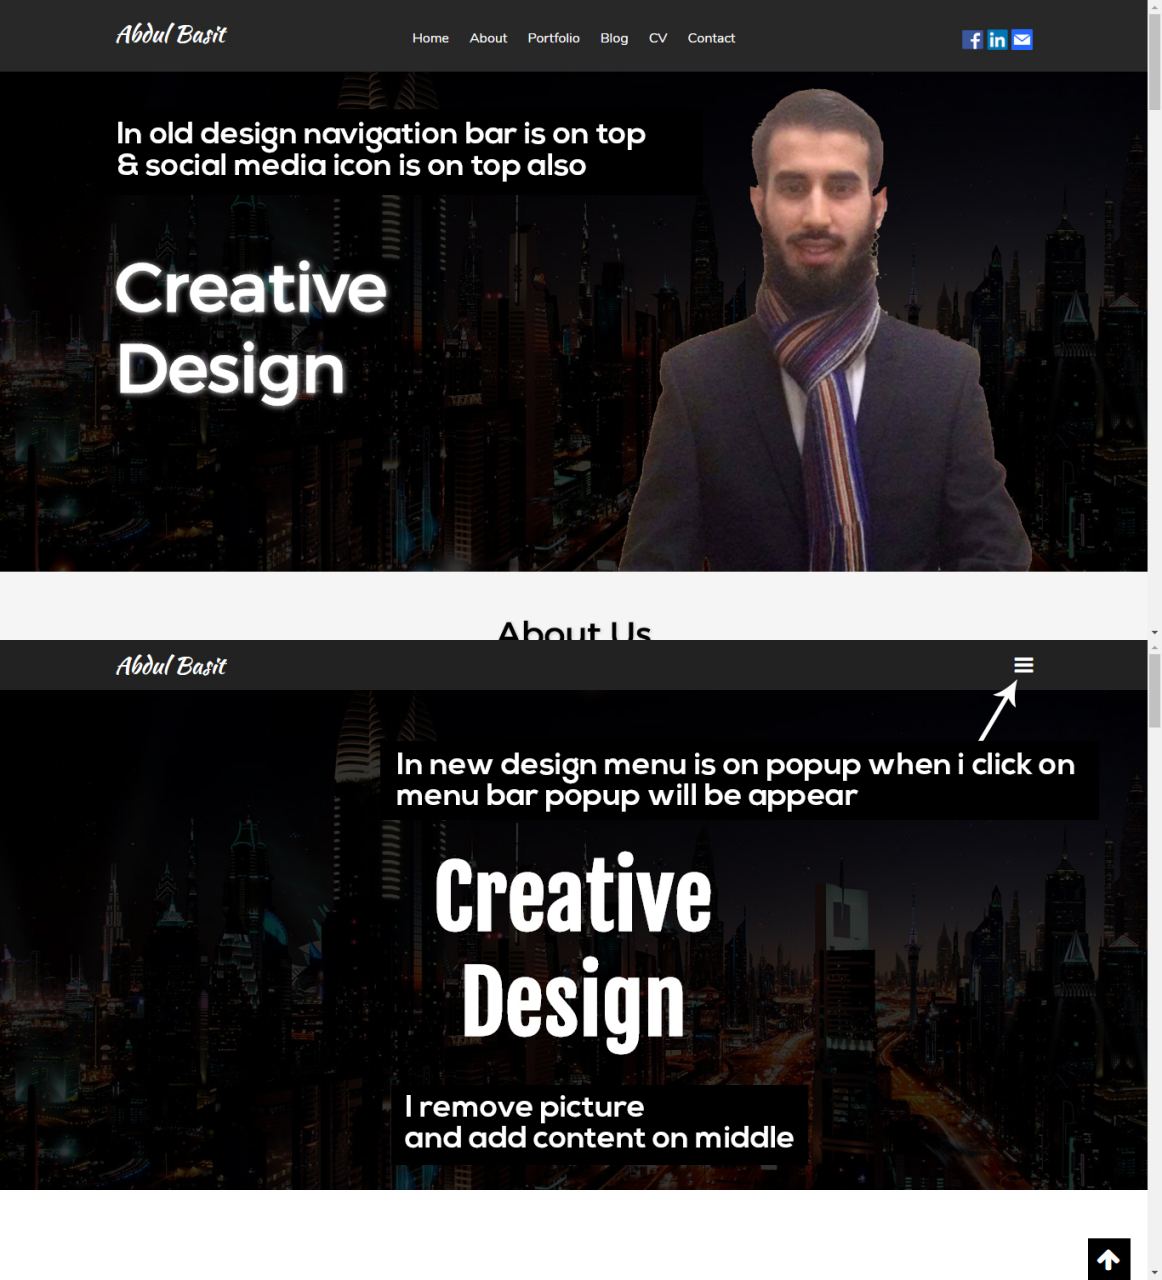 Abdul Basit
Home About Portfolio Blog CV Contact
In old design navigation bar is on top
& social media icon is on top also
Creative
Design
About Us
Abdul Basit
In new design menu is on popup when i click on
menu bar popup will be appear
Creative
Design
I remove picture
and add content on middle